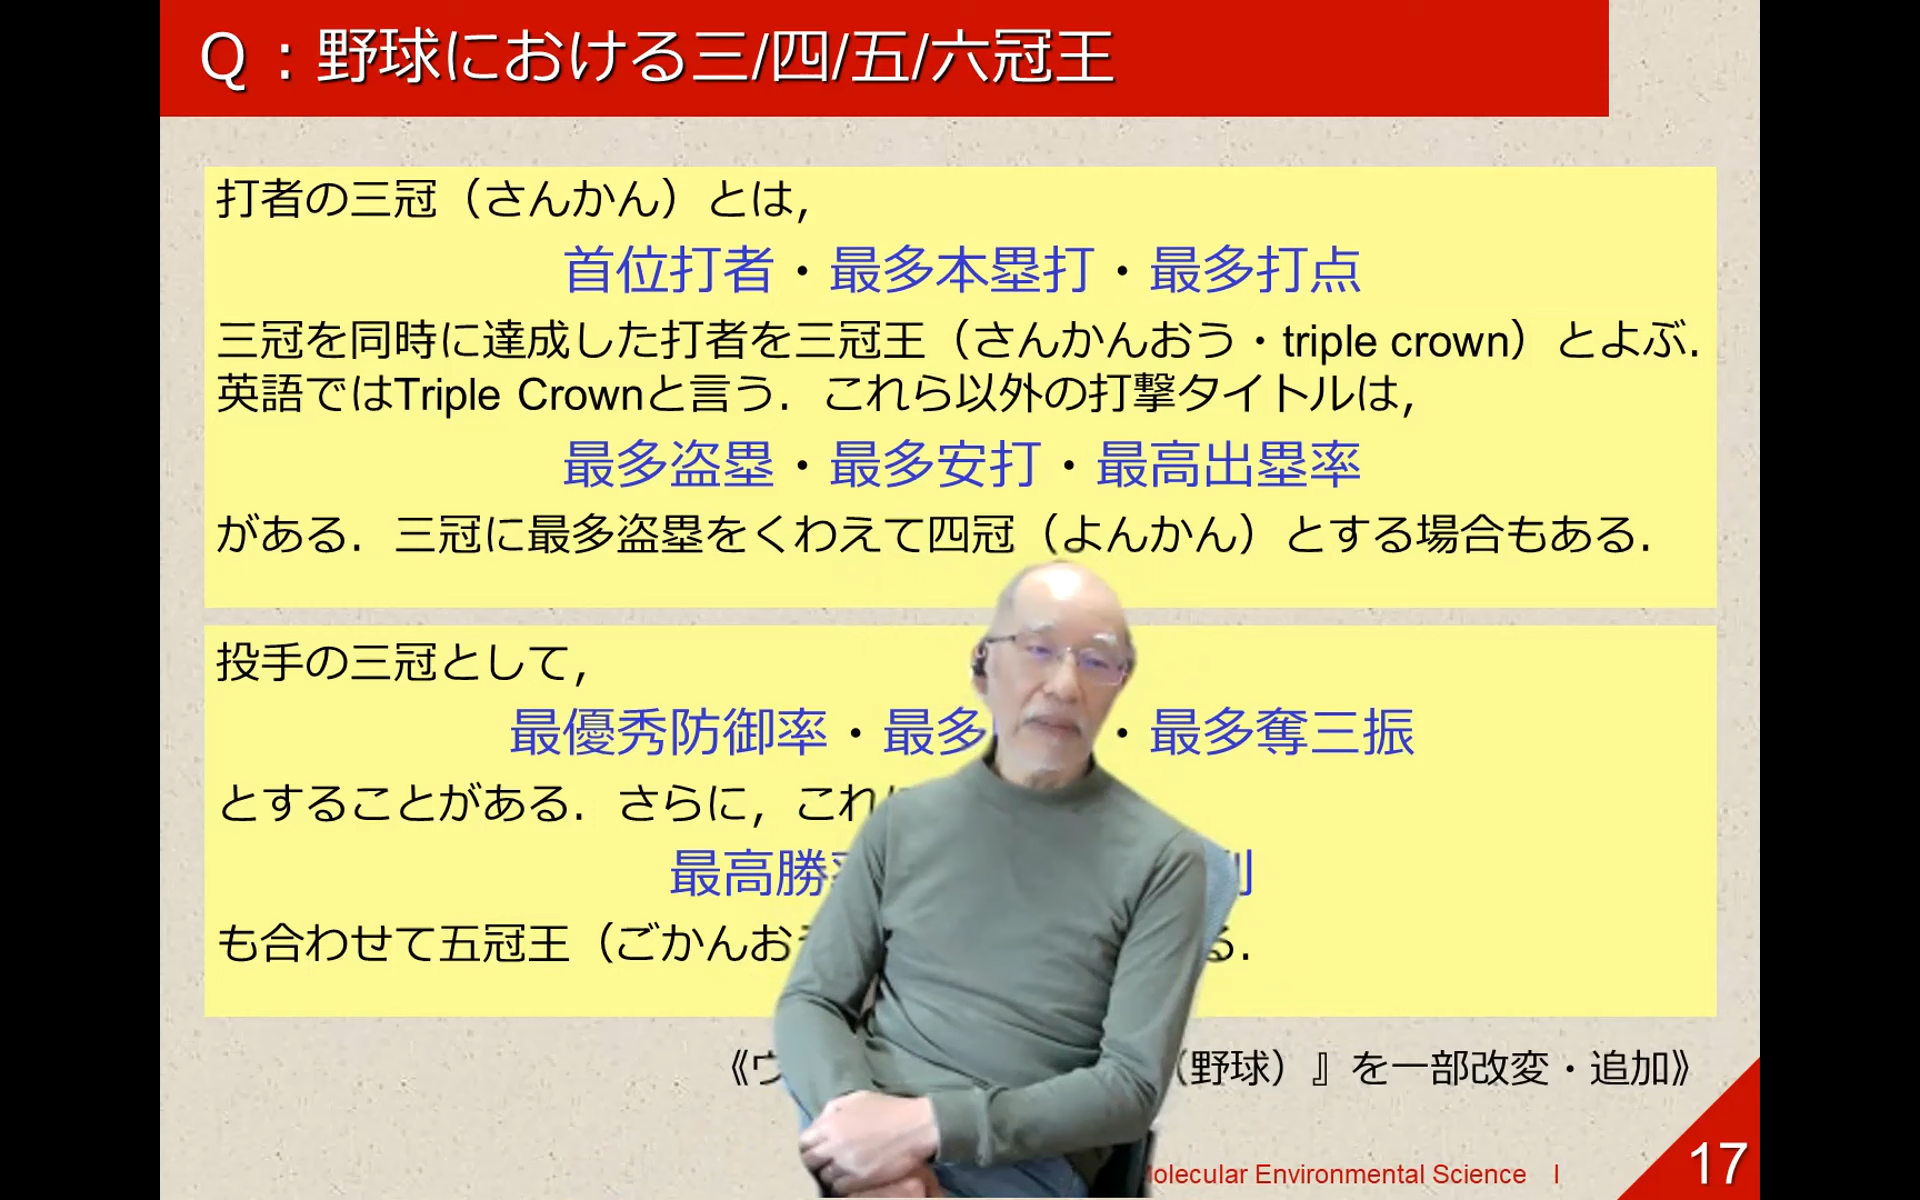 Q：野球における三/四/五/六冠王
打者の三冠（さんかん）とは，
首位打者・最多本塁打・最多打点
三冠を同時に達成した打者を三冠王（さんかんおう・triple crown）とよぶ．
英語ではTriple Crownと言う．これら以外の打撃タイトルは，
最多盗塁・最多安打・最高出塁率
がある．三冠に最多盗塁をくわえて四冠（よんかん）とする場合もある．
投手の三冠として，
最優秀防御率・最多 ・最多奪三振
とすることがある．さらに，これ
最高勝
も合わせて五冠王（ごかんお る．
《ウ （野球）』を一部改変・追加》
olecular Environmental Science I
17